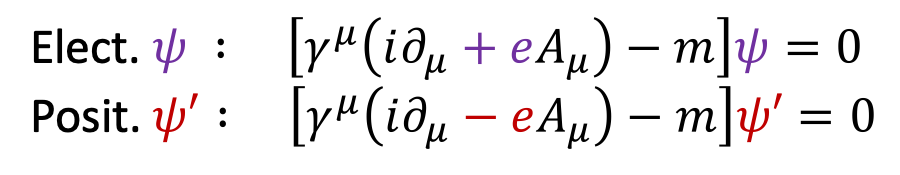 Elect. ψ : [γ^μ(i∂_μ + eA_μ) − m]ψ = 0
Posit. ψ′ : [γ^μ(i∂_μ − eA_μ) − m]ψ′ = 0